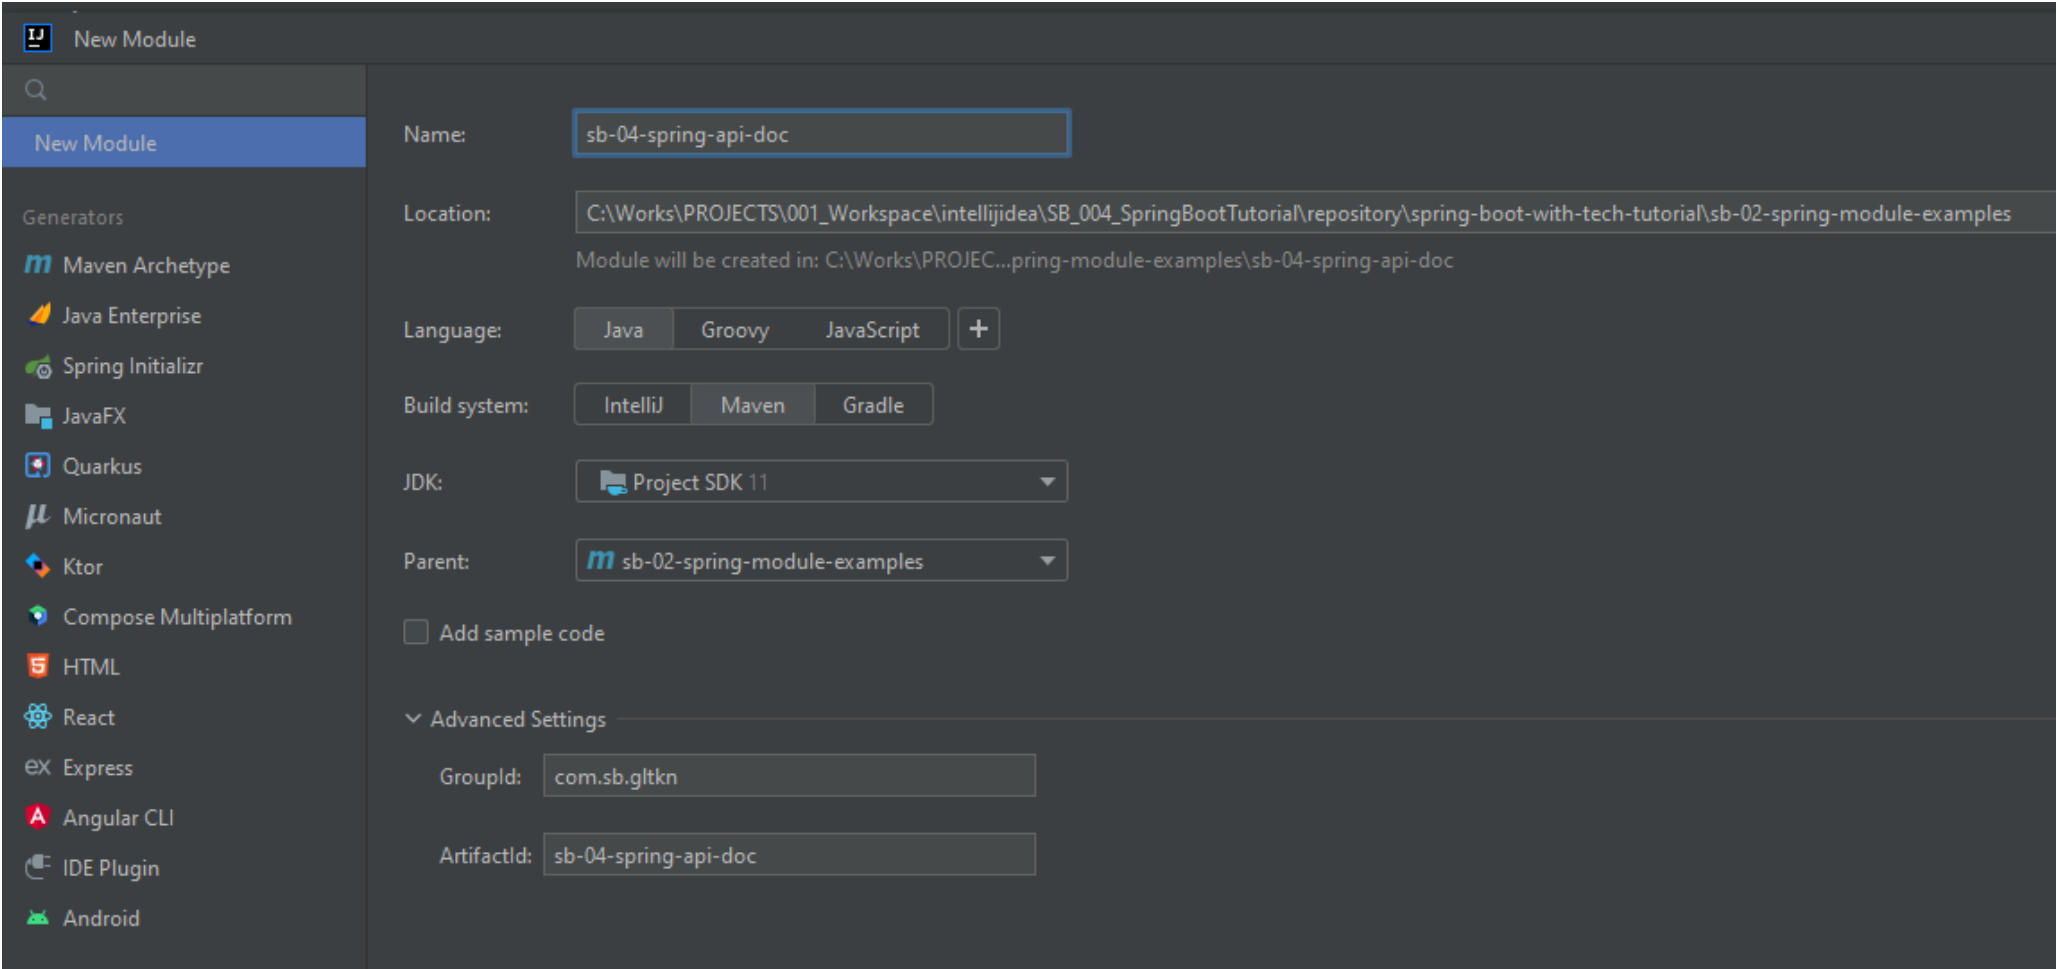 New Module
New Module
Generators
Maven Archetype
Java Enterprise
Spring Initializr
JavaFX
Quarkus
Micronaut
Ktor
Compose Multiplatform
HTML
React
ex Express
Angular CLI
IDE Plugin
Android
Name: sb-04-spring-api-doc
Location: C:\Works\PROJECTS\001_Workspace\intellijidea\SB_004_SpringBootTutorial\repository\spring-boot-with-tech-tutorial\sb-02-spring-module-examples
Module will be created in: C:\Works\PROJEC...pring-module-examples\sb-04-spring-api-doc
Language: Java Groovy JavaScript +
Build system: IntelliJ Maven Gradle
JDK: Project SDK 11
Parent: m sb-02-spring-module-examples
Add sample code
Advanced Settings
GroupId: com.sb.gltkn
ArtifactId: sb-04-spring-api-doc